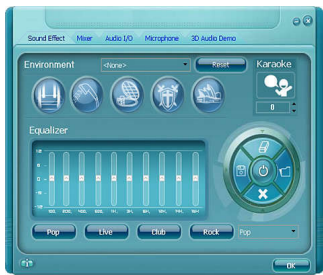 Sound Effect Mixer Audio I/O Microphone 3D Audio Demo
Environment <None> Reset Karaoke
0
Equalizer
Pop Live Club Rock Pop
OK